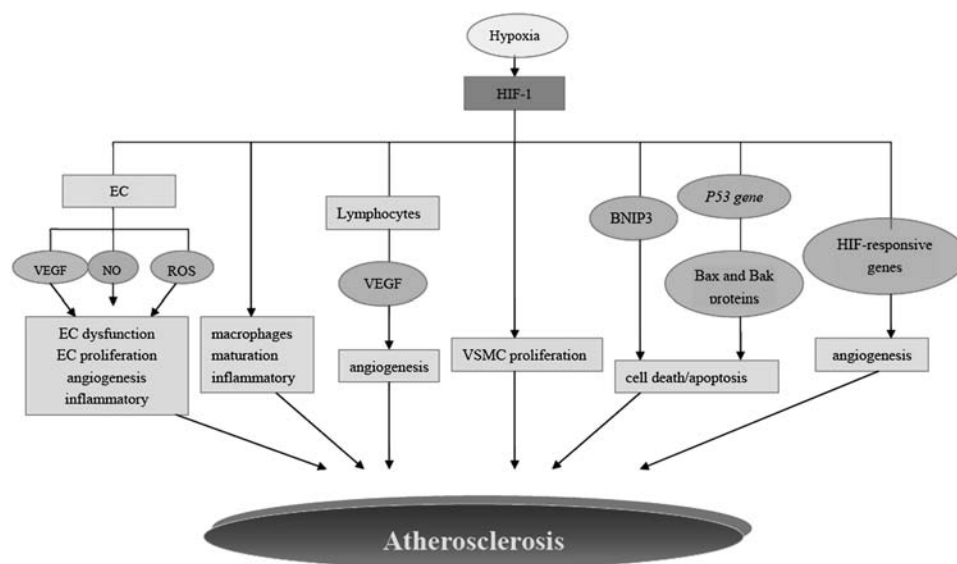 Hypoxia
HIF-1
EC
VEGF
NO
ROS
EC dysfunction
EC proliferation
angiogenesis
inflammatory
macrophages
maturation
inflammatory
Lymphocytes
VEGF
angiogenesis
VSMC proliferation
BNIP3
P53 gene
Bax and Bak
proteins
cell death/apoptosis
HIF-responsive
genes
angiogenesis
Atherosclerosis